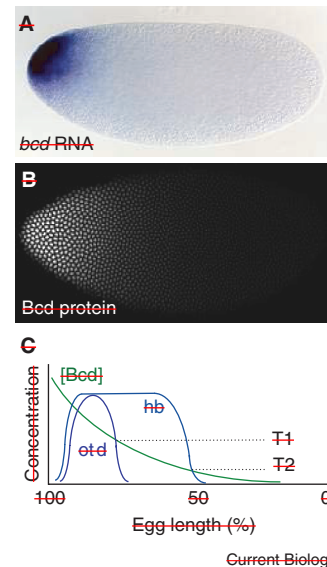 A
bcd RNA
B
Bcd protein
C
[Bcd]
hb
otd
T1
T2
Concentration
100 50 0
Egg length (%)
Current Biolog